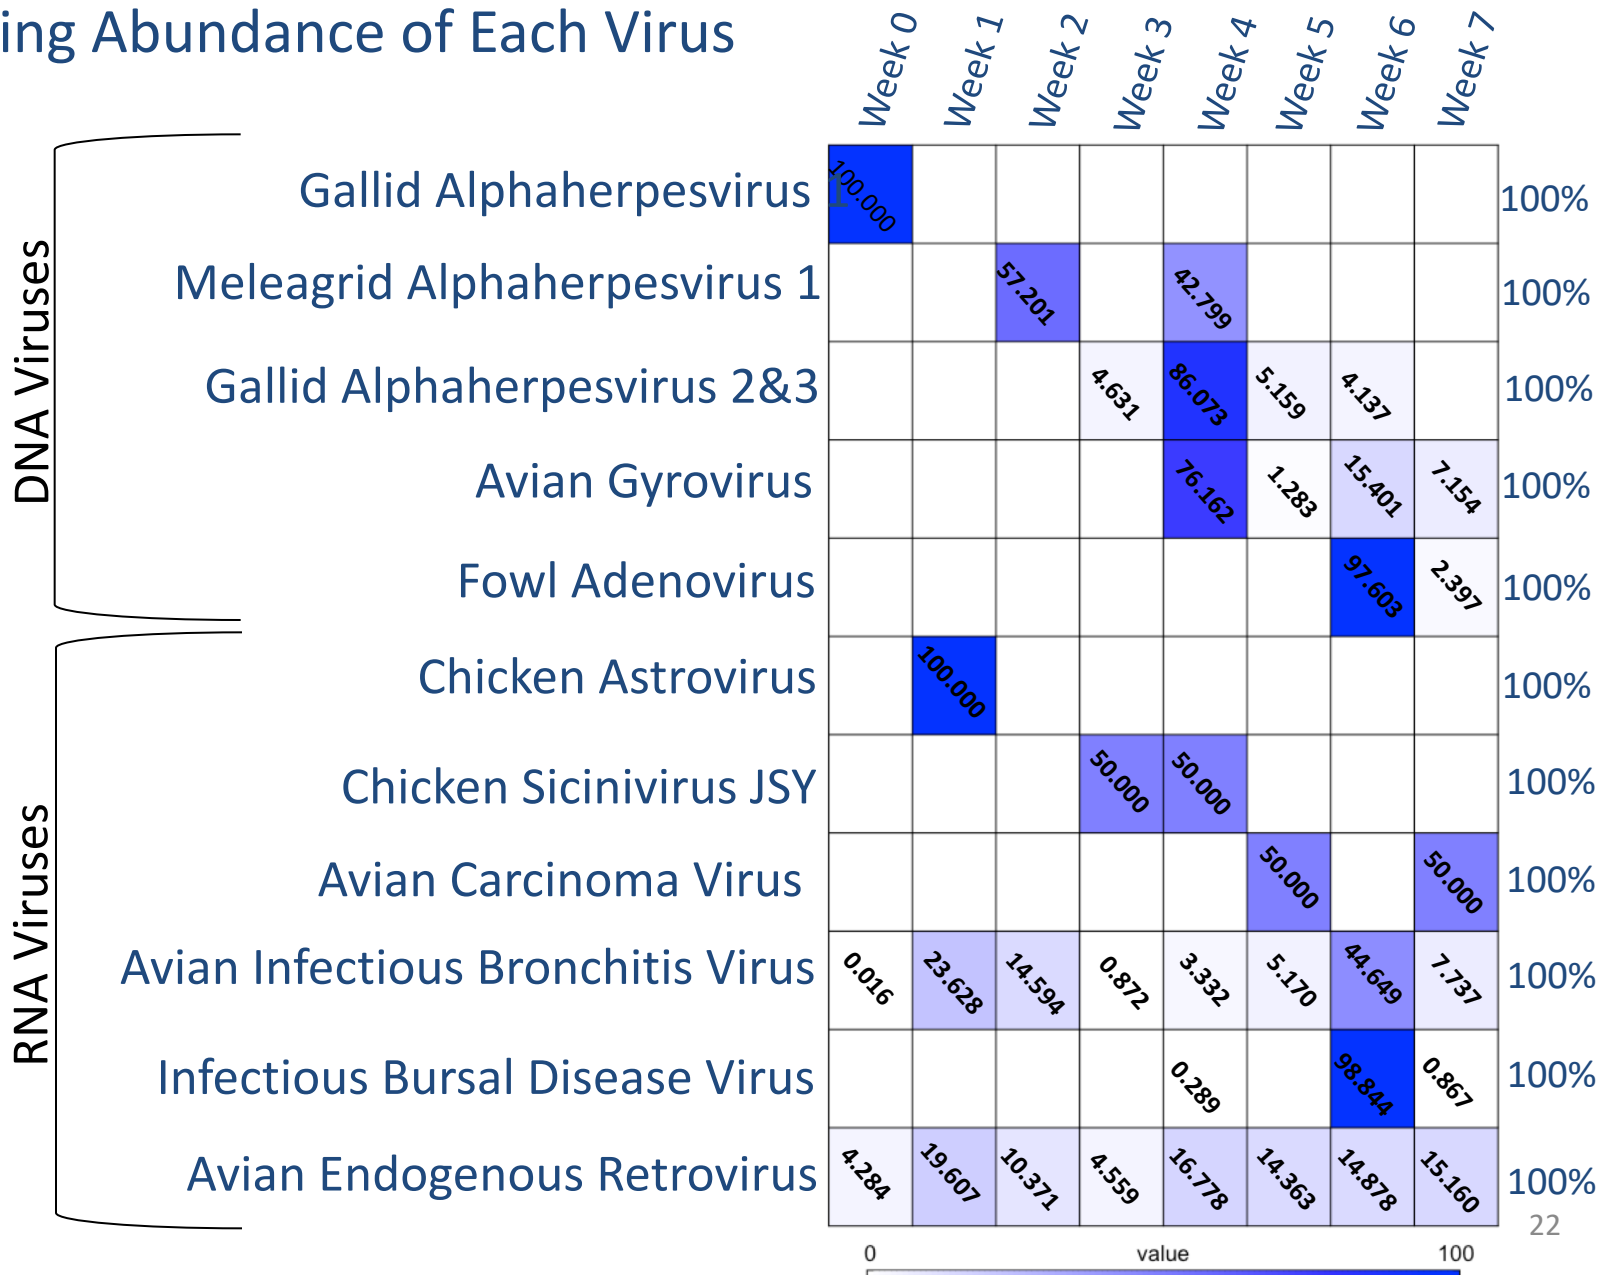 ing Abundance of Each Virus
Week 0 Week 1 Week 2 Week 3 Week 4 Week 5 Week 6 Week 7
DNA Viruses
Gallid Alphaherpesvirus 1 100.000 100%
Meleagrid Alphaherpesvirus 1 57.201 42.799 100%
Gallid Alphaherpesvirus 2&3 4.631 86.073 5.159 4.137 100%
Avian Gyrovirus 76.162 1.283 15.401 7.154 100%
Fowl Adenovirus 97.603 2.397 100%
RNA Viruses
Chicken Astrovirus 100.000 100%
Chicken Sicinivirus JSY 50.000 50.000 100%
Avian Carcinoma Virus 50.000 50.000 100%
Avian Infectious Bronchitis Virus 0.016 23.628 14.594 0.872 3.332 5.170 44.649 7.737 100%
Infectious Bursal Disease Virus 0.289 98.844 0.867 100%
Avian Endogenous Retrovirus 4.284 19.607 10.371 4.559 16.778 14.363 14.878 15.160 100%
22
0 value 100